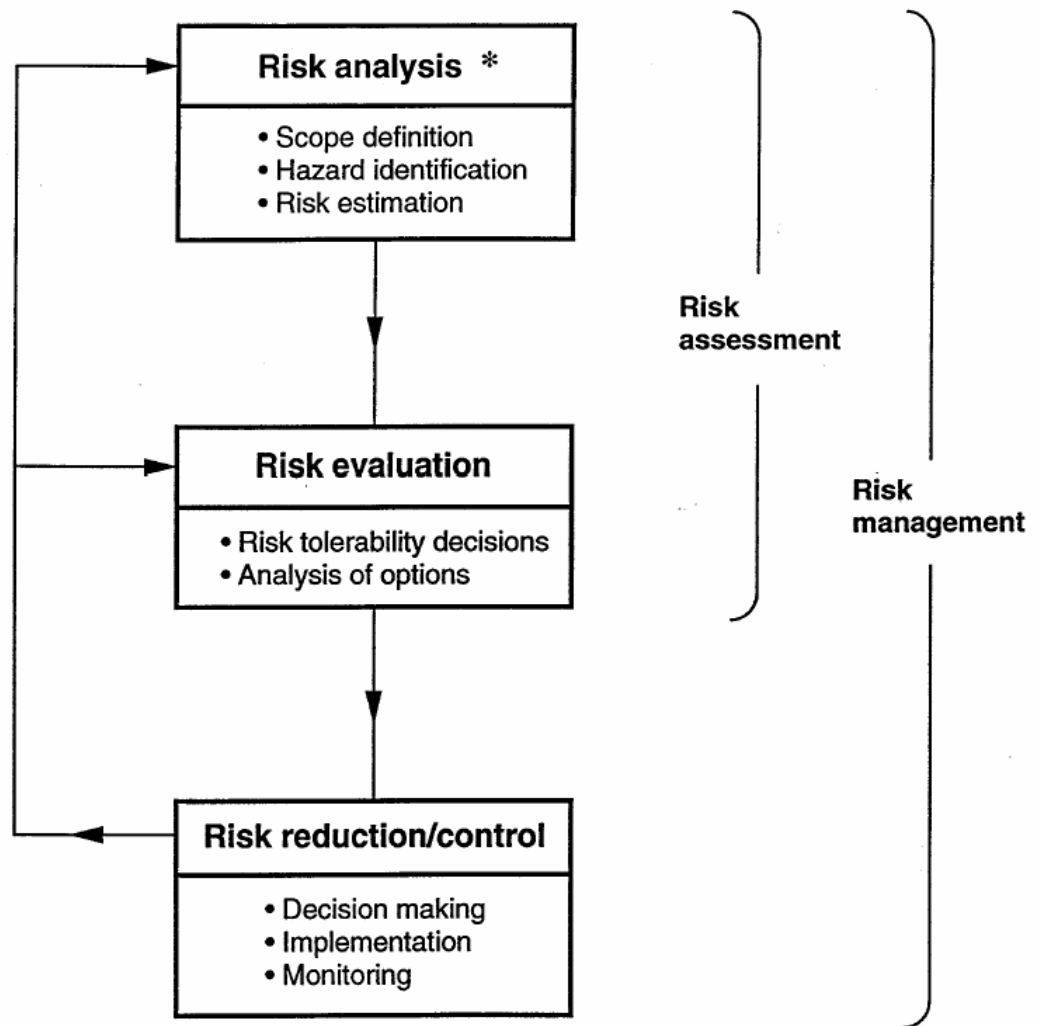 Risk analysis *
• Scope definition
• Hazard identification
• Risk estimation
Risk
assessment
Risk evaluation
• Risk tolerability decisions
• Analysis of options
Risk
management
Risk reduction/control
• Decision making
• Implementation
• Monitoring